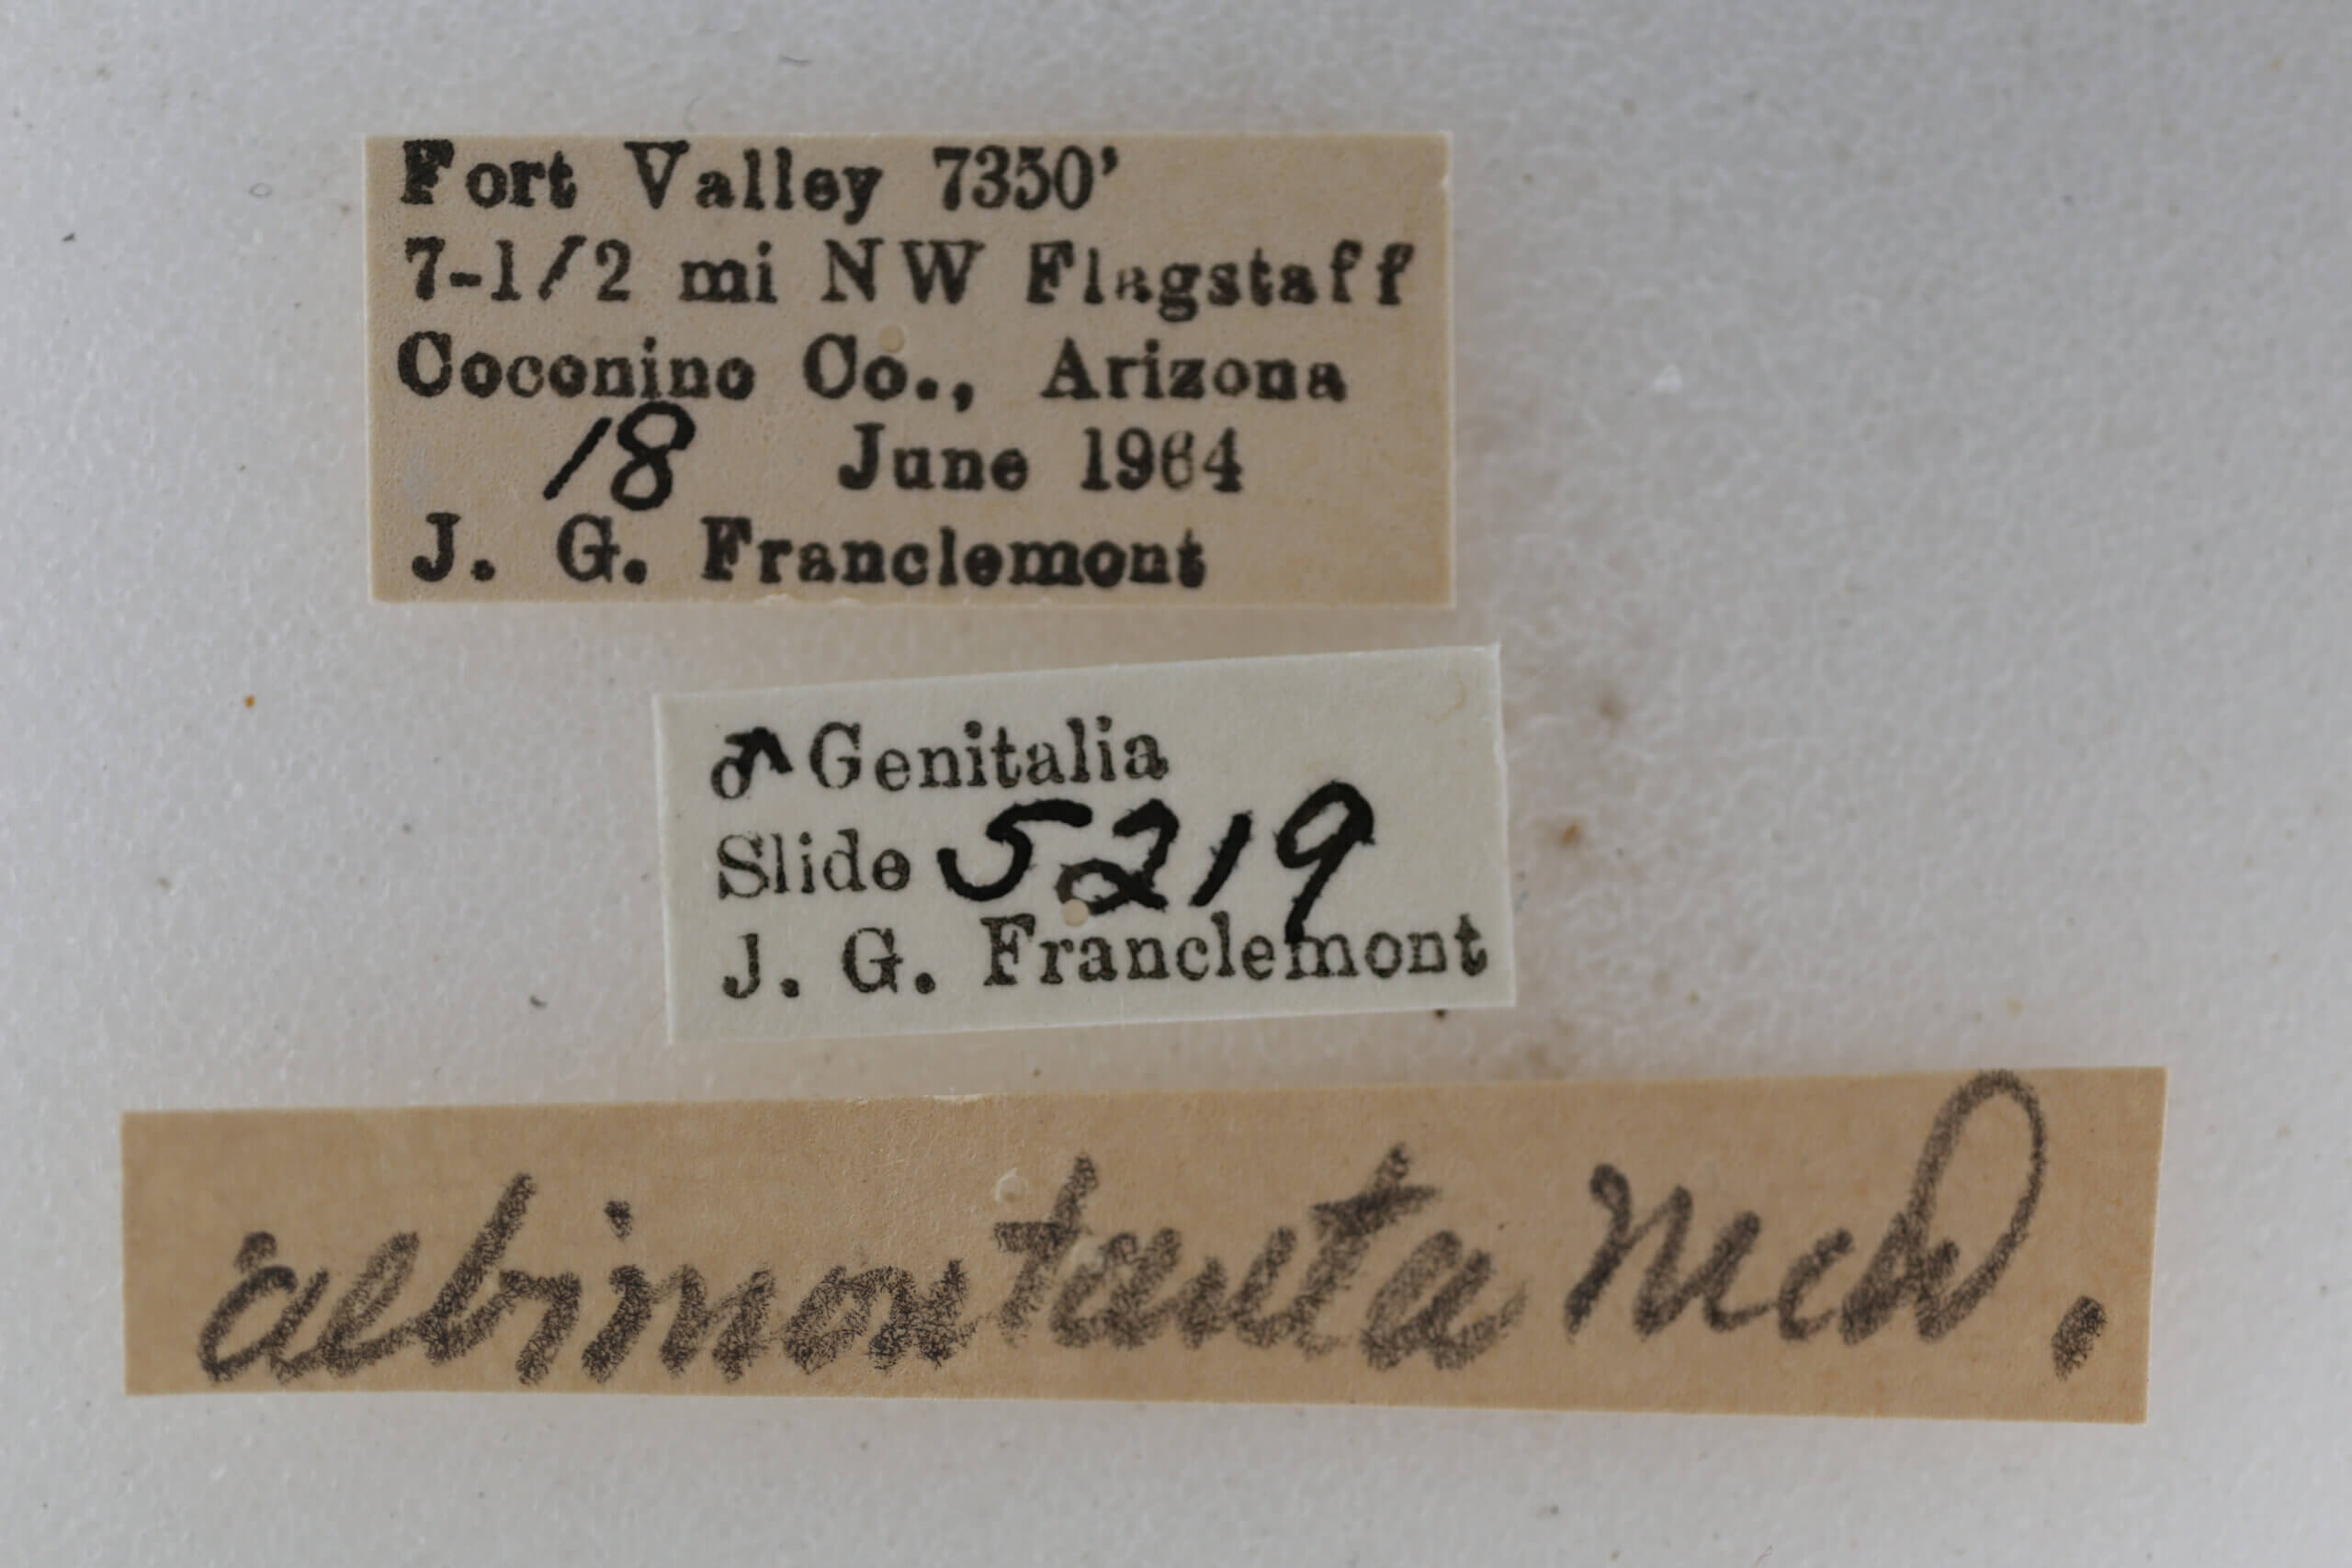 Fort Valley 7350'
7-1/2 mi NW Flagstaff
Coconino Co., Arizona
18 June 1964
J. G. Franclemont
♂ Genitalia
Slide 5219
J. G. Franclemont
albimontanta McD.